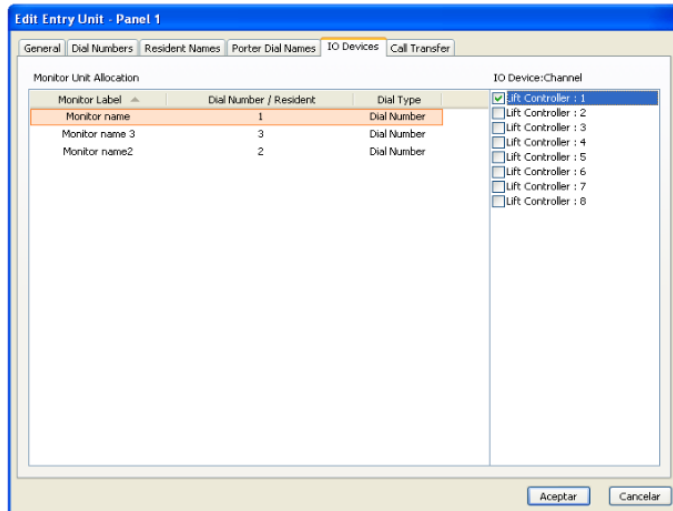 Edit Entry Unit - Panel 1
General Dial Numbers Resident Names Porter Dial Names IO Devices Call Transfer
Monitor Unit Allocation IO Device:Channel
Monitor Label Dial Number / Resident Dial Type
Monitor name 1 Dial Number
Monitor name 3 3 Dial Number
Monitor name2 2 Dial Number
Lift Controller : 1
Lift Controller : 2
Lift Controller : 3
Lift Controller : 4
Lift Controller : 5
Lift Controller : 6
Lift Controller : 7
Lift Controller : 8
Aceptar Cancelar